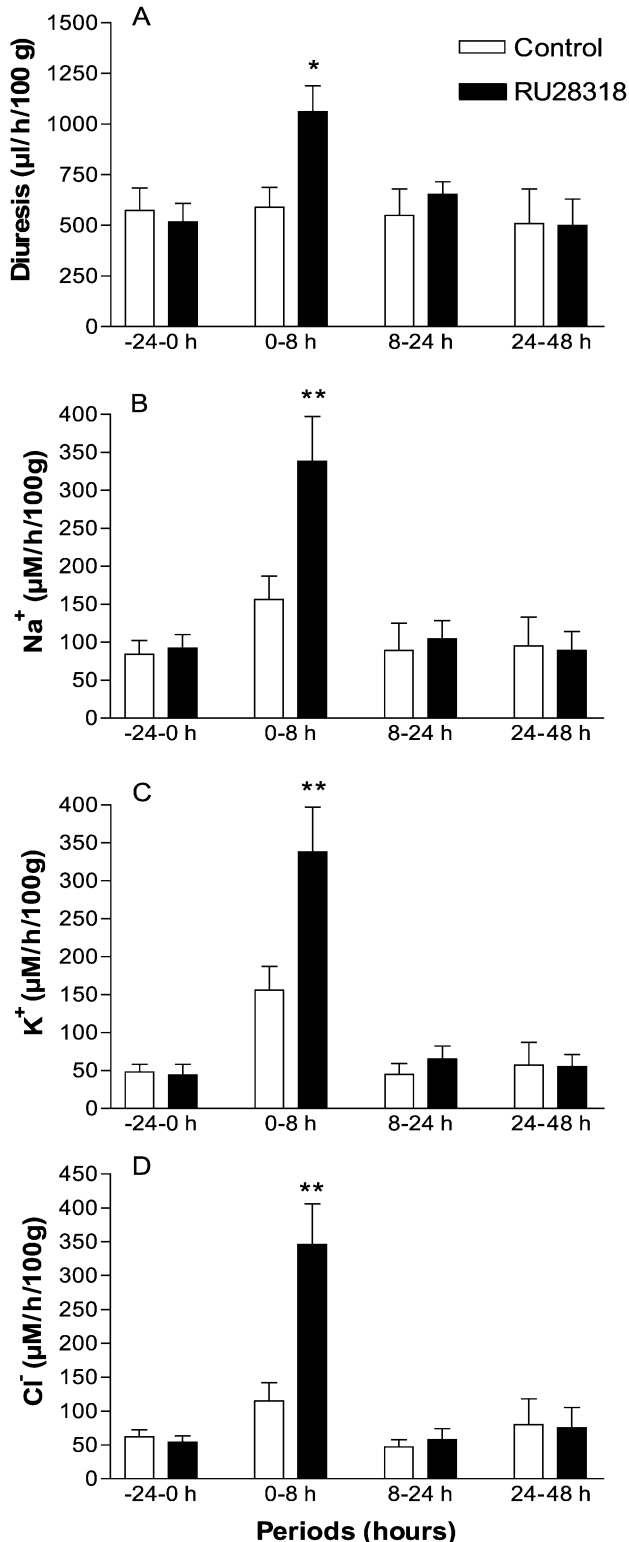 A
Control
RU28318
Diuresis (µl/h/100 g)
1500
1250
1000
750
500
250
0
*
-24-0 h 0-8 h 8-24 h 24-48 h
B
Na⁺ (µM/h/100g)
400
350
300
250
200
150
100
50
0
**
-24-0 h 0-8 h 8-24 h 24-48 h
C
K⁺ (µM/h/100g)
400
350
300
250
200
150
100
50
0
**
-24-0 h 0-8 h 8-24 h 24-48 h
D
Cl⁻ (µM/h/100g)
450
400
350
300
250
200
150
100
50
0
**
-24-0 h 0-8 h 8-24 h 24-48 h
Periods (hours)